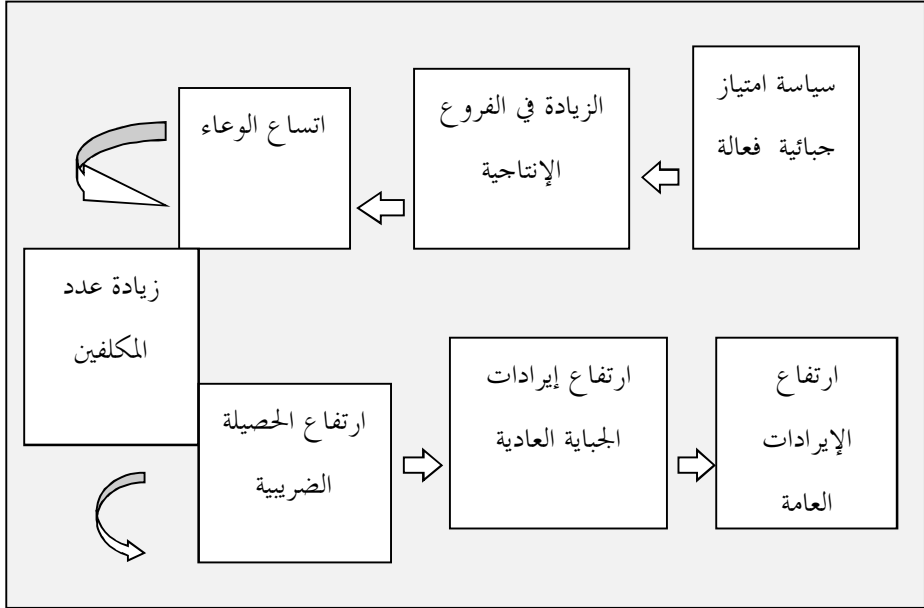 سياسة امتياز
جبائية فعالة
الزيادة في الفروع
الإنتاجية
اتساع الوعاء
زيادة عدد
المكلفين
ارتفاع الحصيلة
الضريبية
ارتفاع إيرادات
الجباية العادية
ارتفاع
الإيرادات
العامة